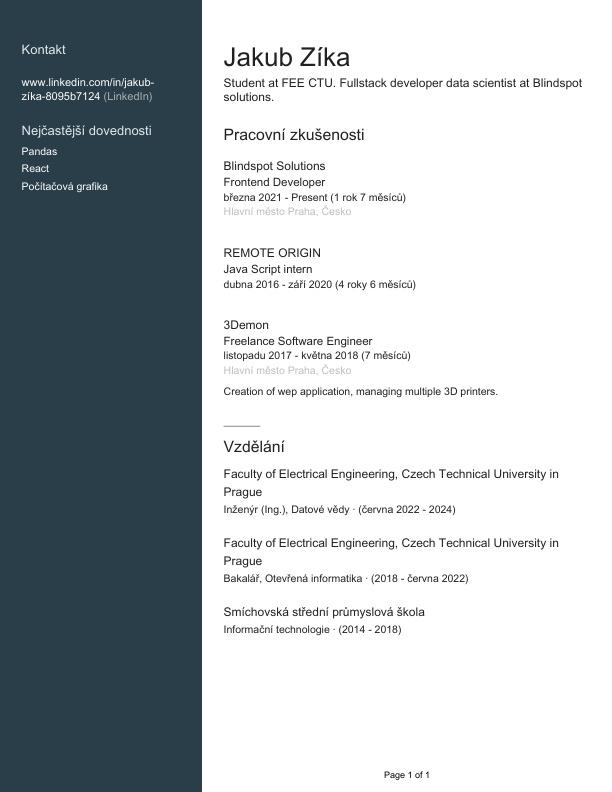 Kontakt
www.linkedin.com/in/jakub-
zíka-8095b7124 (LinkedIn)
Nejčastější dovednosti
Pandas
React
Počítačová grafika
Jakub Zíka
Student at FEE CTU. Fullstack developer data scientist at Blindspot
solutions.
Pracovní zkušenosti
Blindspot Solutions
Frontend Developer
března 2021 - Present (1 rok 7 měsíců)
Hlavní město Praha, Česko
REMOTE ORIGIN
Java Script intern
dubna 2016 - září 2020 (4 roky 6 měsíců)
3Demon
Freelance Software Engineer
listopadu 2017 - května 2018 (7 měsíců)
Hlavní město Praha, Česko
Creation of wep application, managing multiple 3D printers.
Vzdělání
Faculty of Electrical Engineering, Czech Technical University in
Prague
Inženýr (Ing.), Datové vědy · (června 2022 - 2024)
Faculty of Electrical Engineering, Czech Technical University in
Prague
Bakalář, Otevřená informatika · (2018 - června 2022)
Smíchovská střední průmyslová škola
Informační technologie · (2014 - 2018)
Page 1 of 1